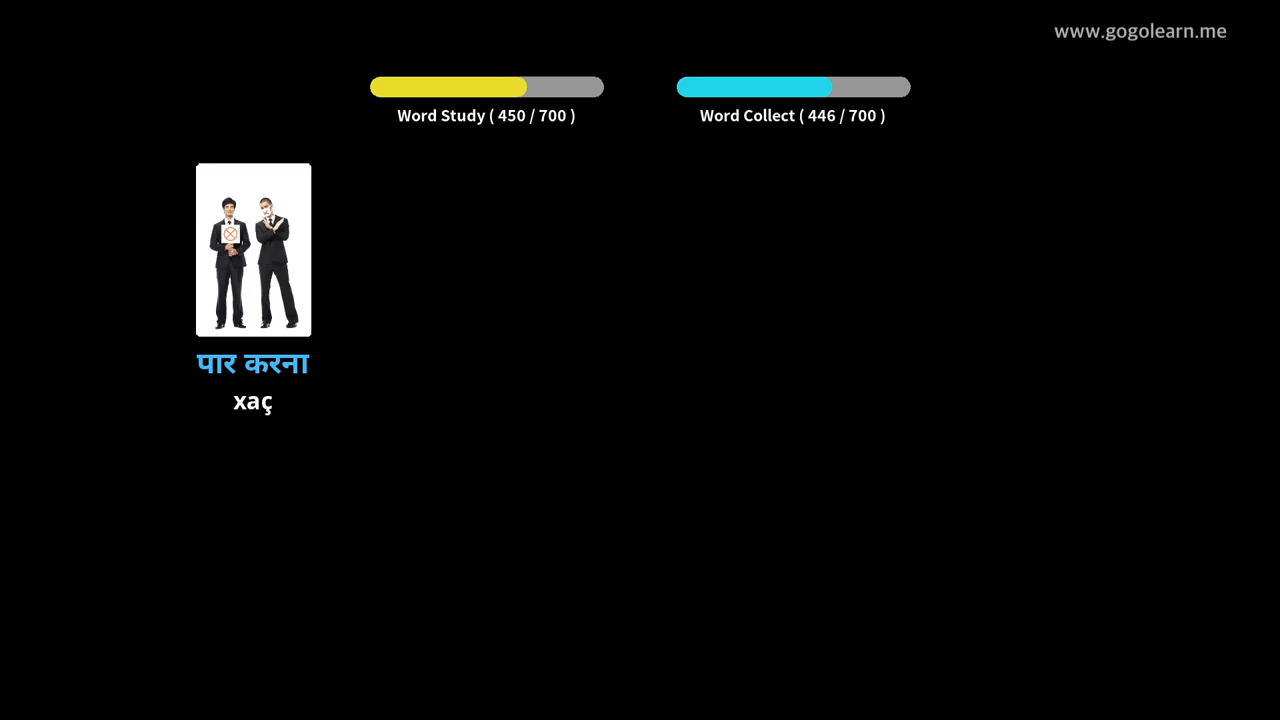 www.gogolearn.me
Word Study ( 450 / 700 )
Word Collect ( 446 / 700 )
पार करना
xaç